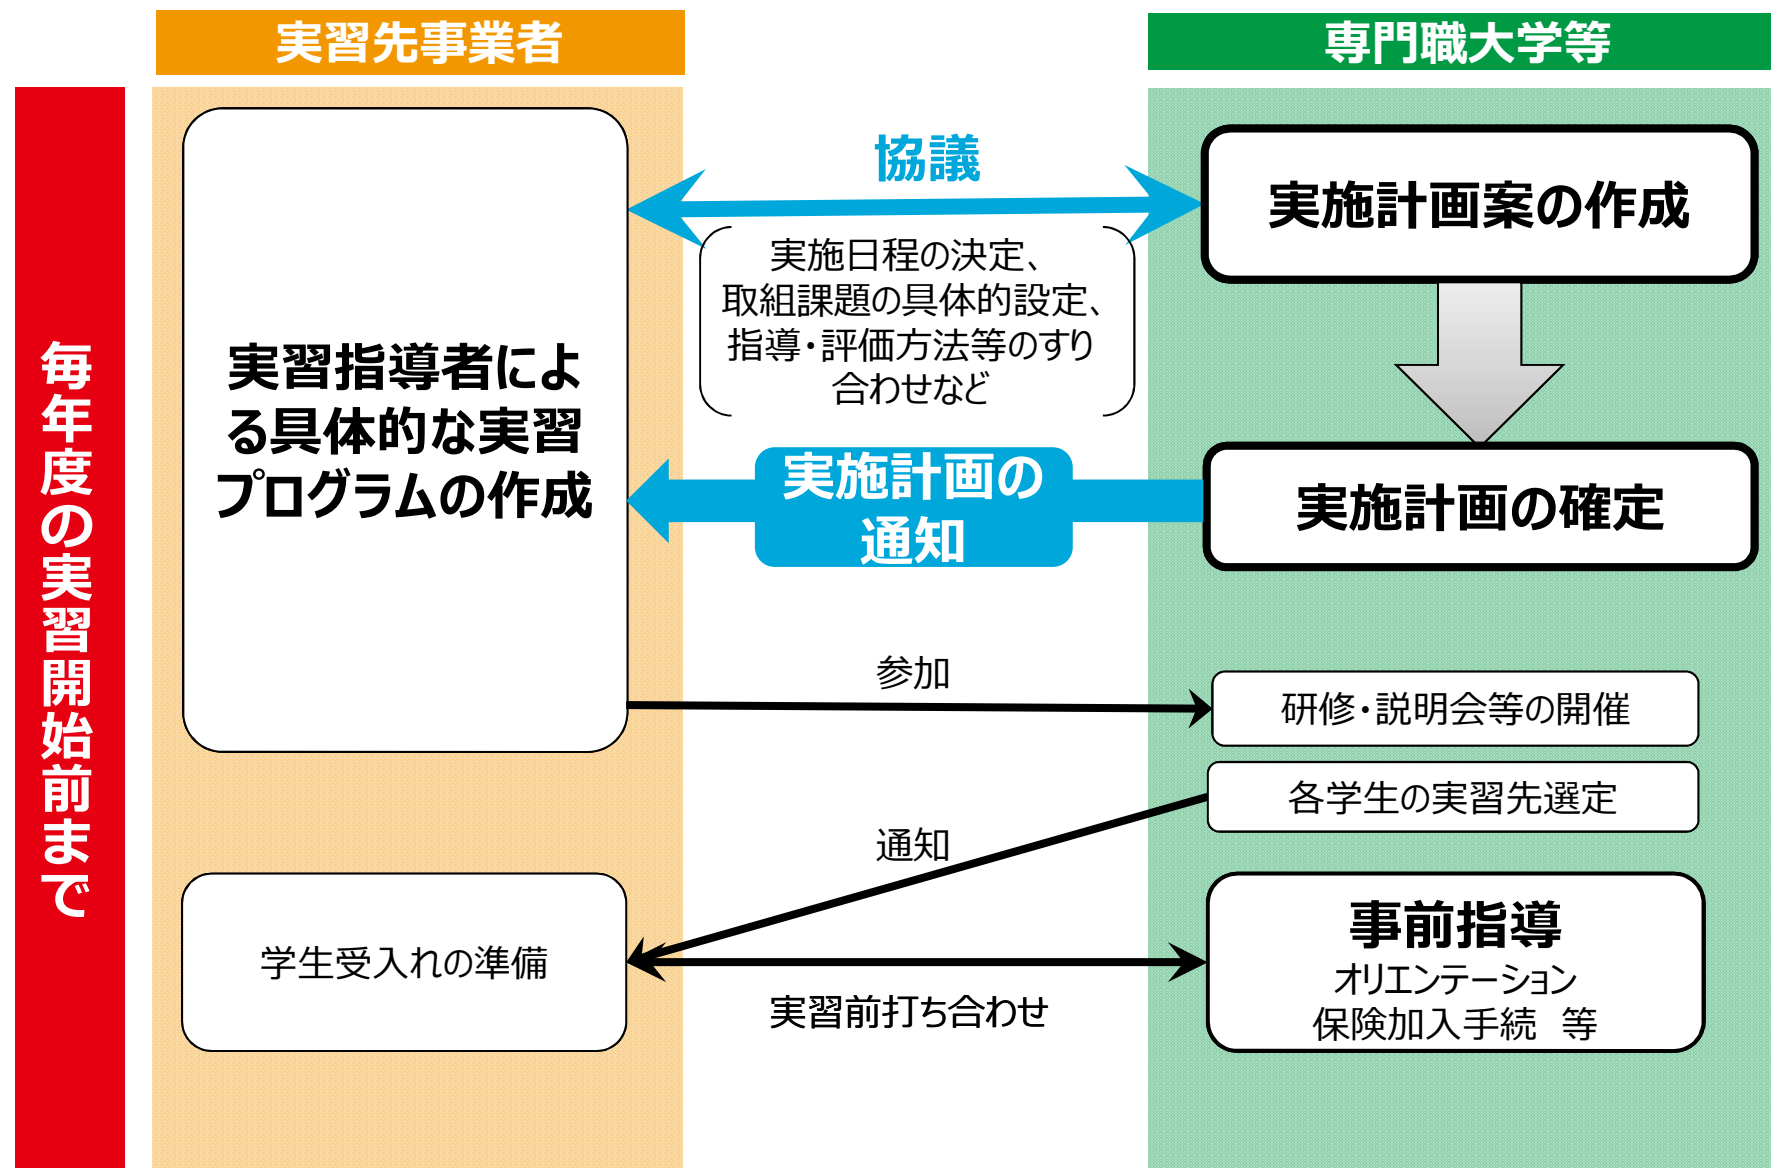 実習先事業者
専門職大学等
毎年度の実習開始前まで
実習指導者によ
る具体的な実習
プログラムの作成
協議
実施日程の決定、
取組課題の具体的設定、
指導・評価方法等のすり
合わせなど
実施計画案の作成
実施計画の
通知
実施計画の確定
参加
研修・説明会等の開催
各学生の実習先選定
通知
学生受入れの準備
実習前打ち合わせ
事前指導
オリエンテーション
保険加入手続　等